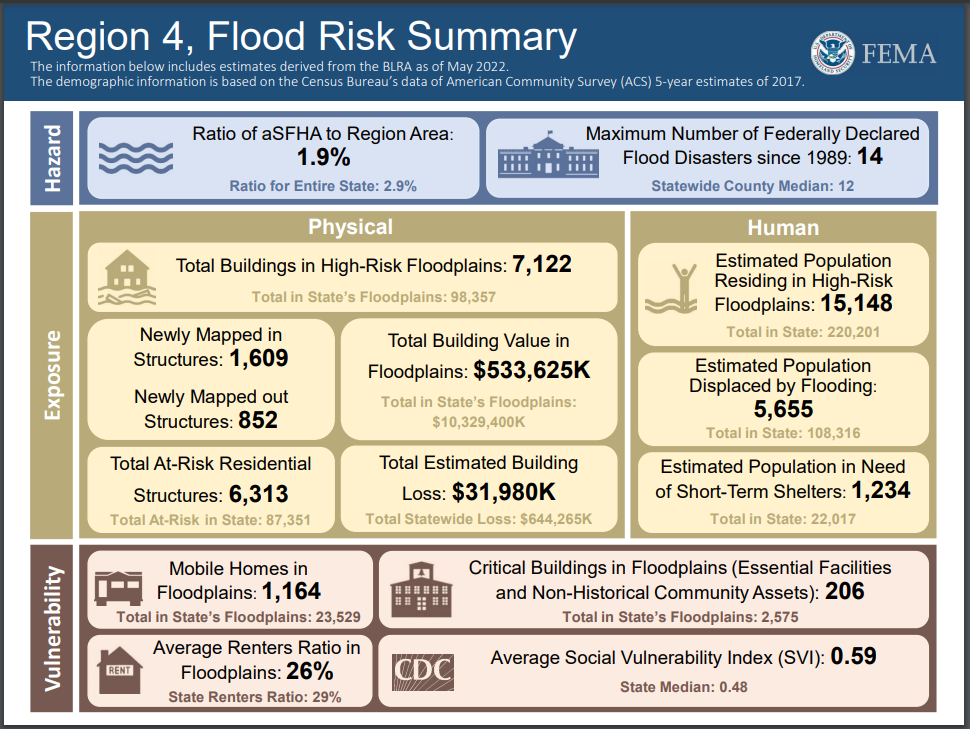 Region 4, Flood Risk Summary
The information below includes estimates derived from the BLRA as of May 2022.
The demographic information is based on the Census Bureau's data of American Community Survey (ACS) 5-year estimates of 2017.
FEMA
Hazard
Ratio of aSFHA to Region Area:
1.9%
Ratio for Entire State: 2.9%
Maximum Number of Federally Declared
Flood Disasters since 1989: 14
Statewide County Median: 12
Exposure
Physical
Total Buildings in High-Risk Floodplains: 7,122
Total in State's Floodplains: 98,357
Newly Mapped in
Structures: 1,609
Newly Mapped out
Structures: 852
Total Building Value in
Floodplains: $533,625K
Total in State's Floodplains:
$10,329,400K
Total At-Risk Residential
Structures: 6,313
Total At-Risk in State: 87,351
Total Estimated Building
Loss: $31,980K
Total Statewide Loss: $644,265K
Human
Estimated Population
Residing in High-Risk
Floodplains: 15,148
Total in State: 220,201
Estimated Population
Displaced by Flooding:
5,655
Total in State: 108,316
Estimated Population in Need
of Short-Term Shelters: 1,234
Total in State: 22,017
Vulnerability
Mobile Homes in
Floodplains: 1,164
Total in State's Floodplains: 23,529
Critical Buildings in Floodplains (Essential Facilities
and Non-Historical Community Assets): 206
Total in State's Floodplains: 2,575
RENT
Average Renters Ratio in
Floodplains: 26%
State Renters Ratio: 29%
CDC
Average Social Vulnerability Index (SVI): 0.59
State Median: 0.48